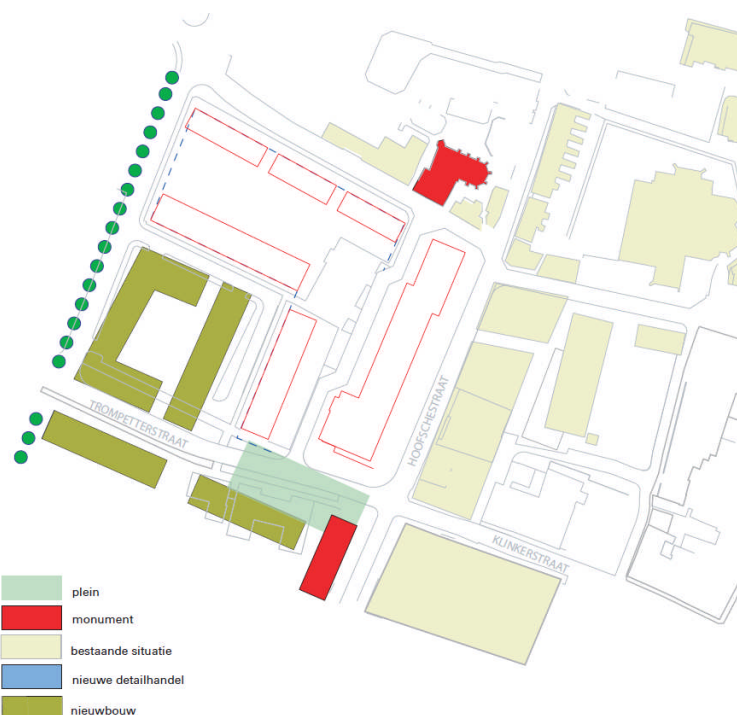 HOOFSCHESTRAAT
TROMPETTERSTRAAT
KLINKERSTRAAT
plein
monument
bestaande situatie
nieuwe detailhandel
nieuwbouw